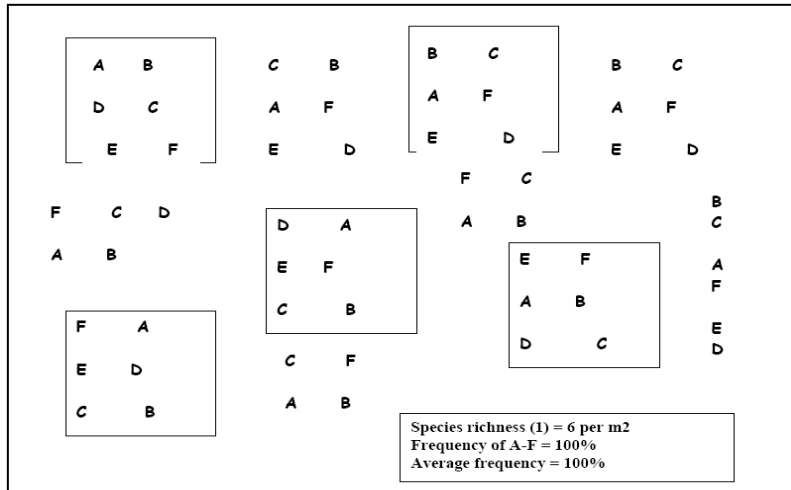 A B
D C
E F
C B
A F
E D
B C
A F
E D
B C
A F
E D
F C
A B
F C D
A B
D A
E F
C B
B
C
A
F
E
D
E F
A B
D C
F A
E D
C B
C F
A B
Species richness (1) = 6 per m2
Frequency of A-F = 100%
Average frequency = 100%